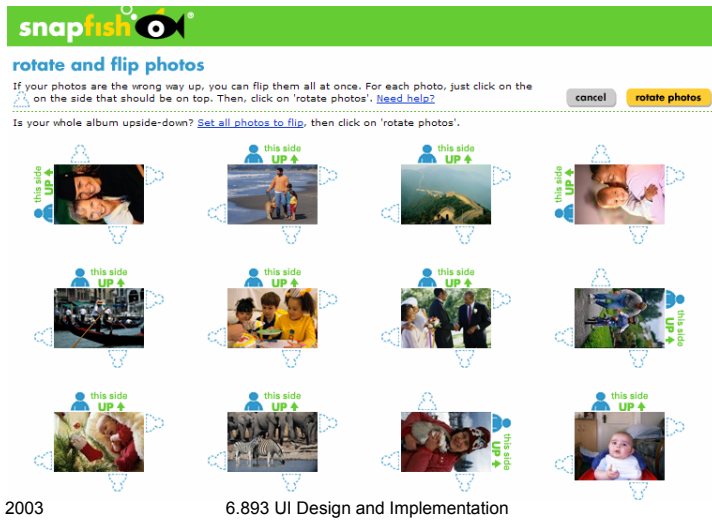 snapfish®
rotate and flip photos
If your photos are the wrong way up, you can flip them all at once. For each photo, just click on the
on the side that should be on top. Then, click on 'rotate photos'. Need help?
cancel
rotate photos
Is your whole album upside-down? Set all photos to flip, then click on 'rotate photos'.
this side
UP
this side
UP
this side
UP
this side
UP
this side
UP
this side
UP
this side
UP
this side
UP
this side
UP
this side
UP
this side
UP
this side
UP
2003
6.893 UI Design and Implementation